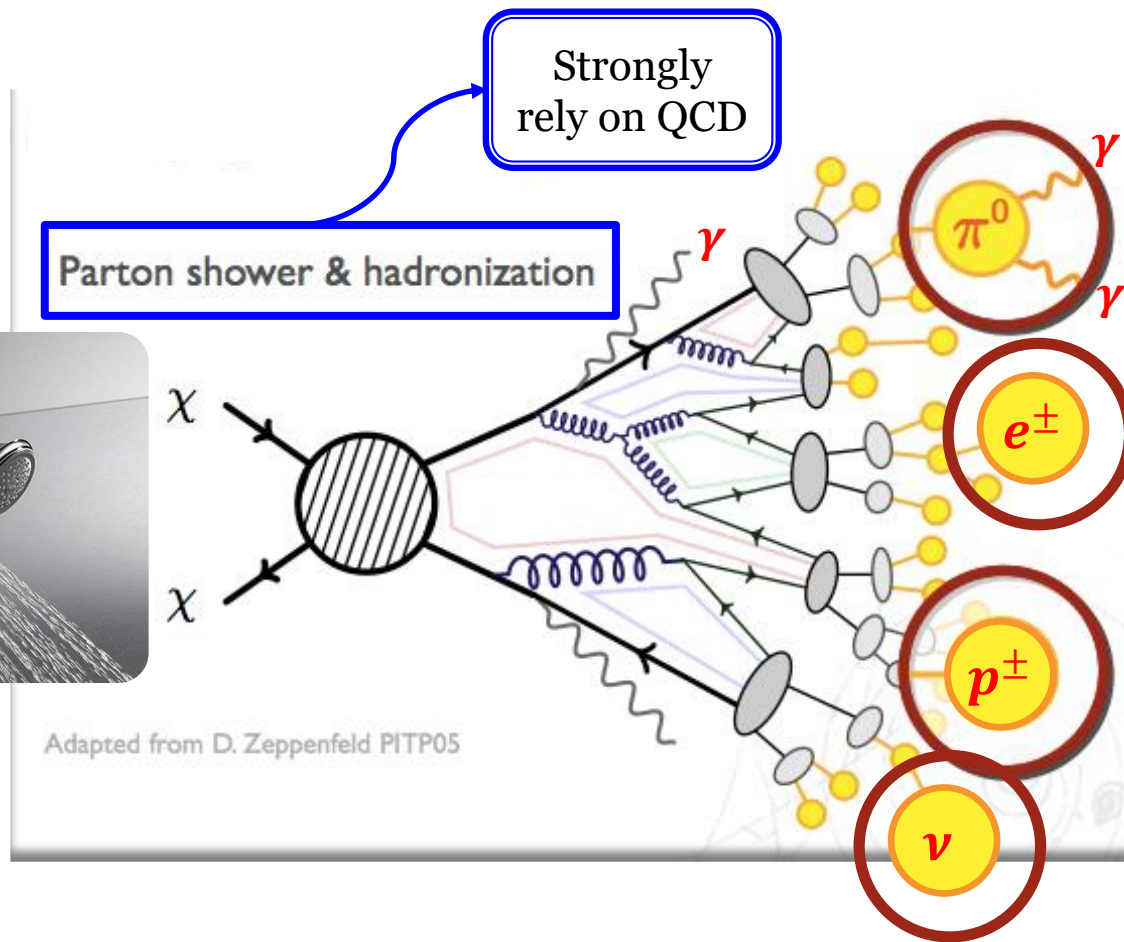 Strongly
rely on QCD
Parton shower & hadronization
γ
π⁰
γ
γ
χ
e±
χ
p±
Adapted from D. Zeppenfeld PITP05
ν